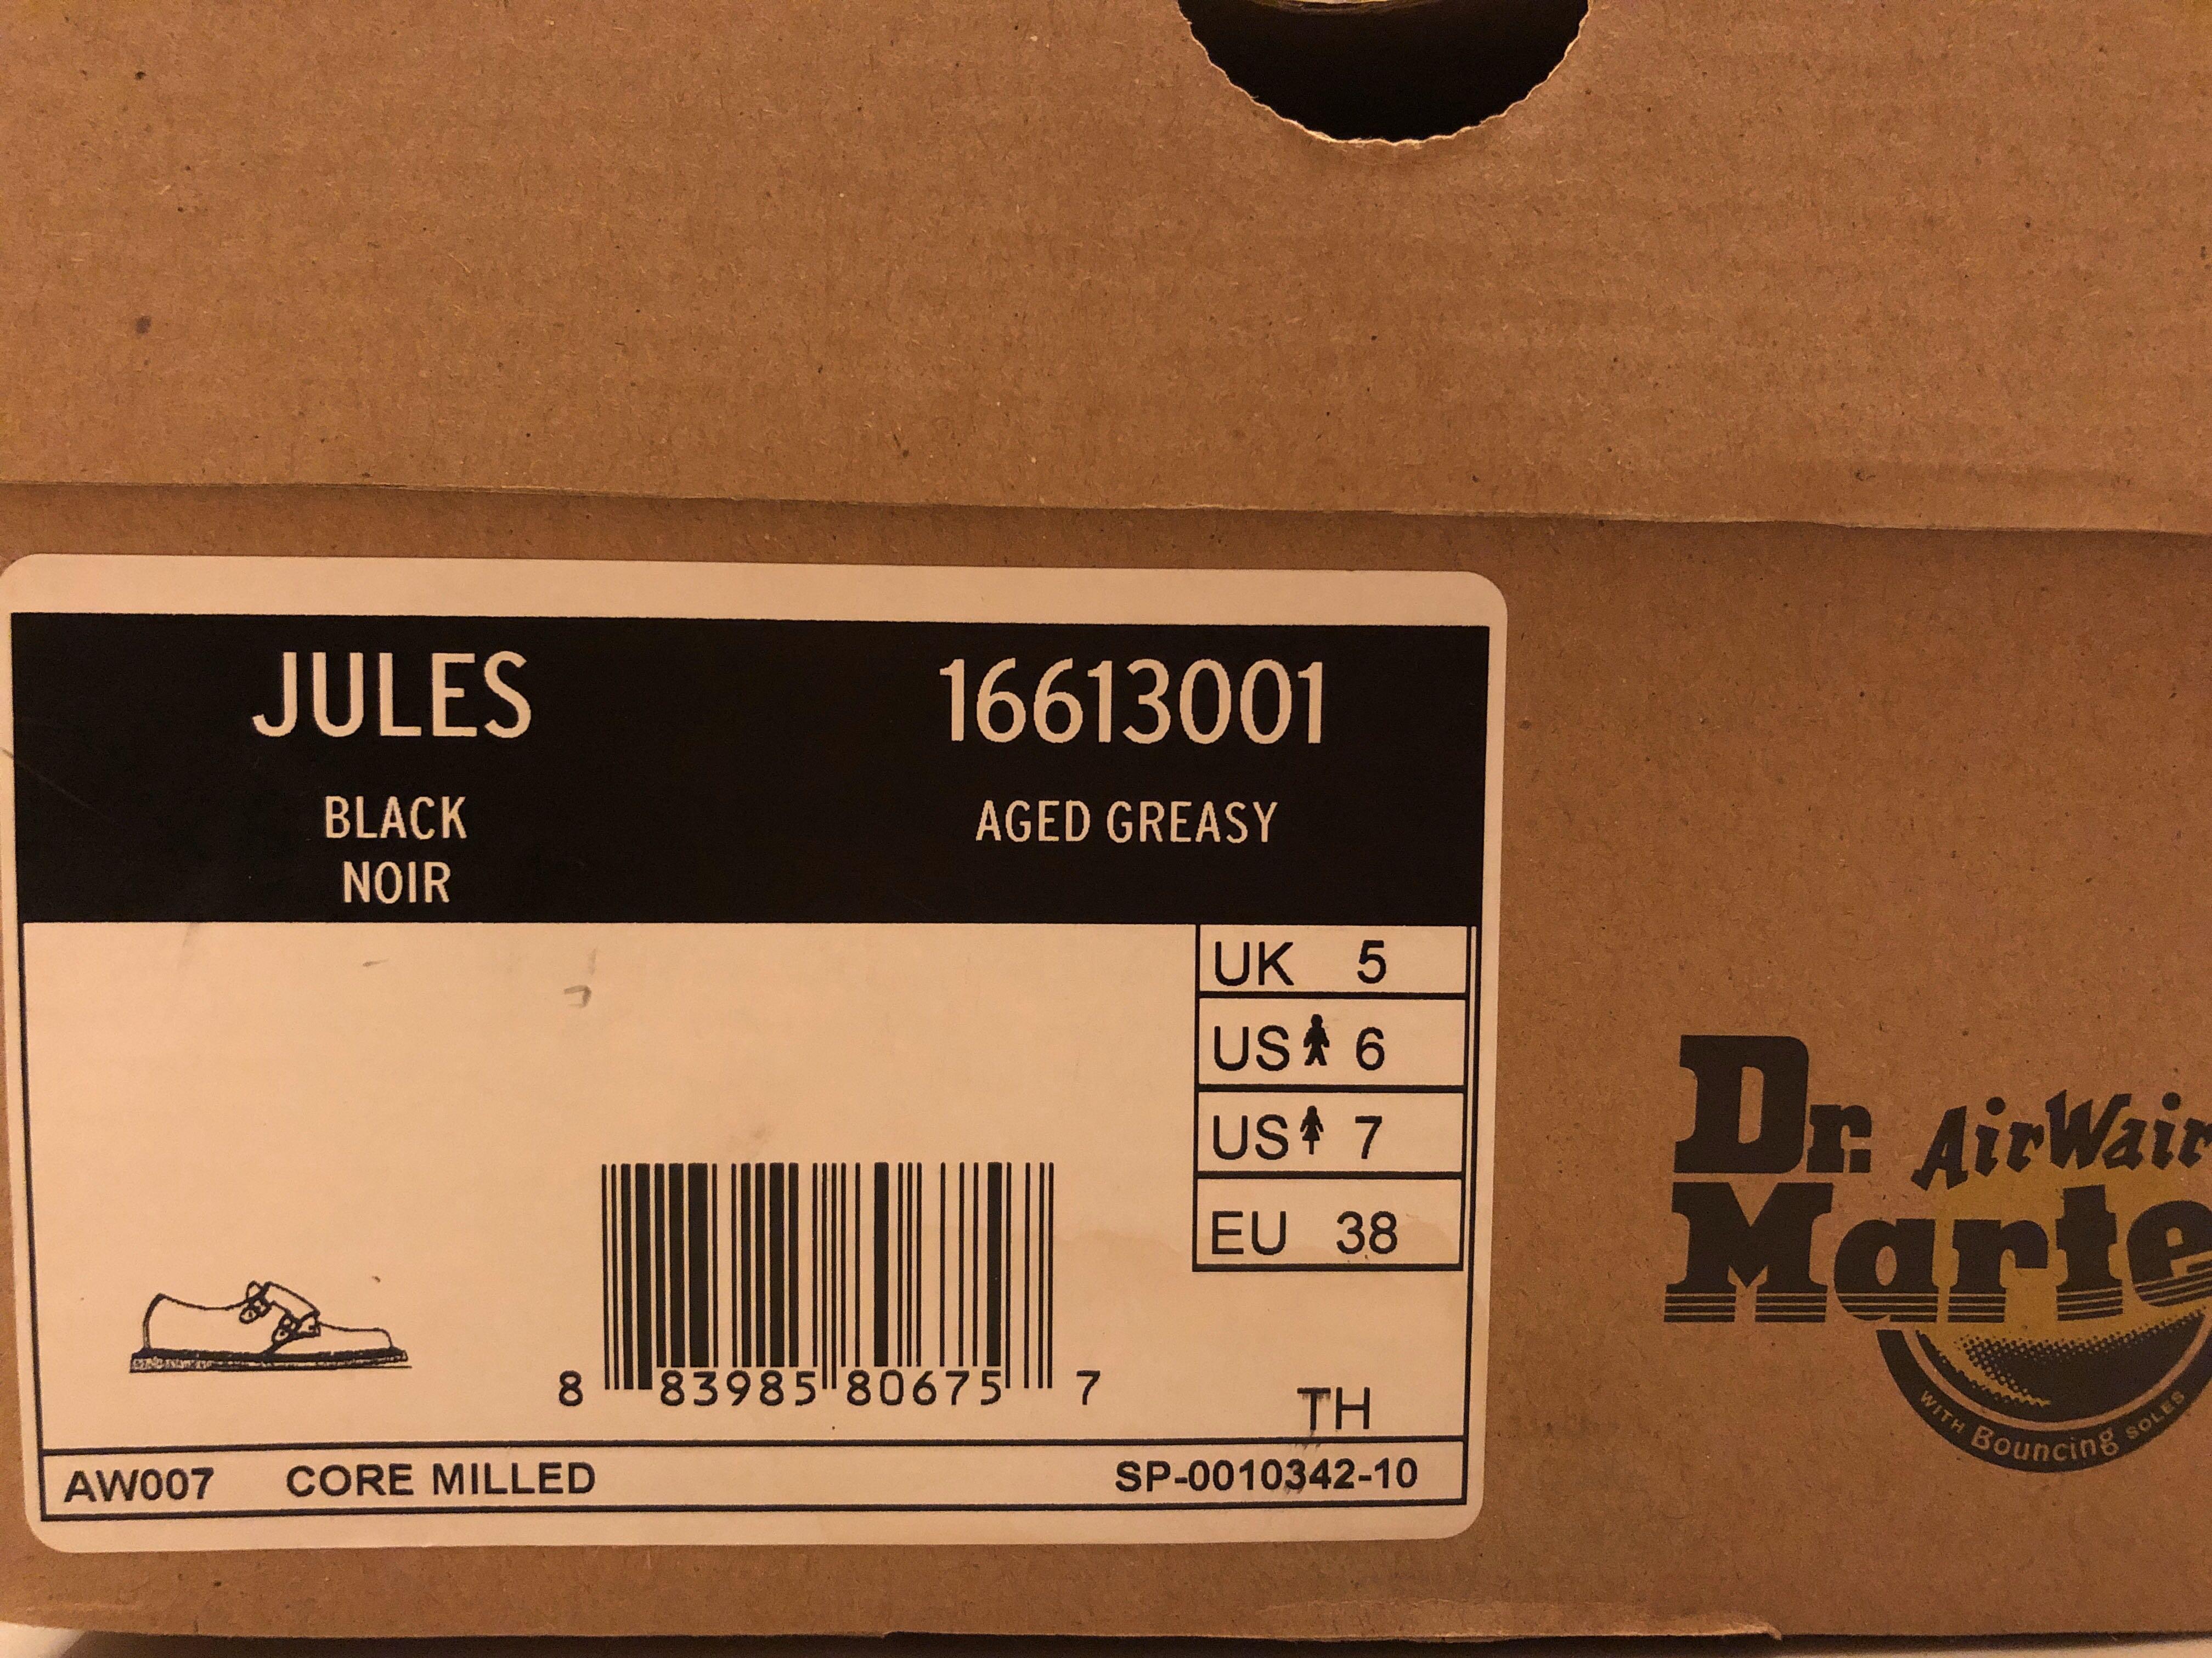 JULES 16613001
BLACK AGED GREASY
NOIR
UK 5
US 6
US 7
EU 38
8 83985 80675 7
TH
AW007 CORE MILLED SP-0010342-10
Dr. AirWair
Marte
WITH Bouncing SOLES